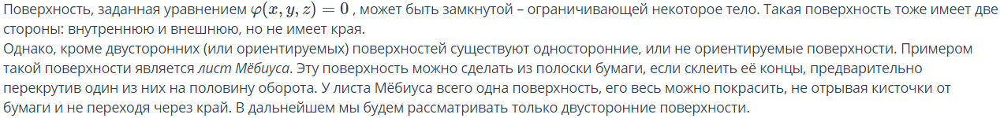 Поверхность, заданная уравнением φ(x, y, z) = 0 , может быть замкнутой – ограничивающей некоторое тело. Такая поверхность тоже имеет две
стороны: внутреннюю и внешнюю, но не имеет края.
Однако, кроме двусторонних (или ориентируемых) поверхностей существуют односторонние, или не ориентируемые поверхности. Примером
такой поверхности является лист Мёбиуса. Эту поверхность можно сделать из полоски бумаги, если склеить её концы, предварительно
перекрутив один из них на половину оборота. У листа Мёбиуса всего одна поверхность, его весь можно покрасить, не отрывая кисточки от
бумаги и не переходя через край. В дальнейшем мы будем рассматривать только двусторонние поверхности.